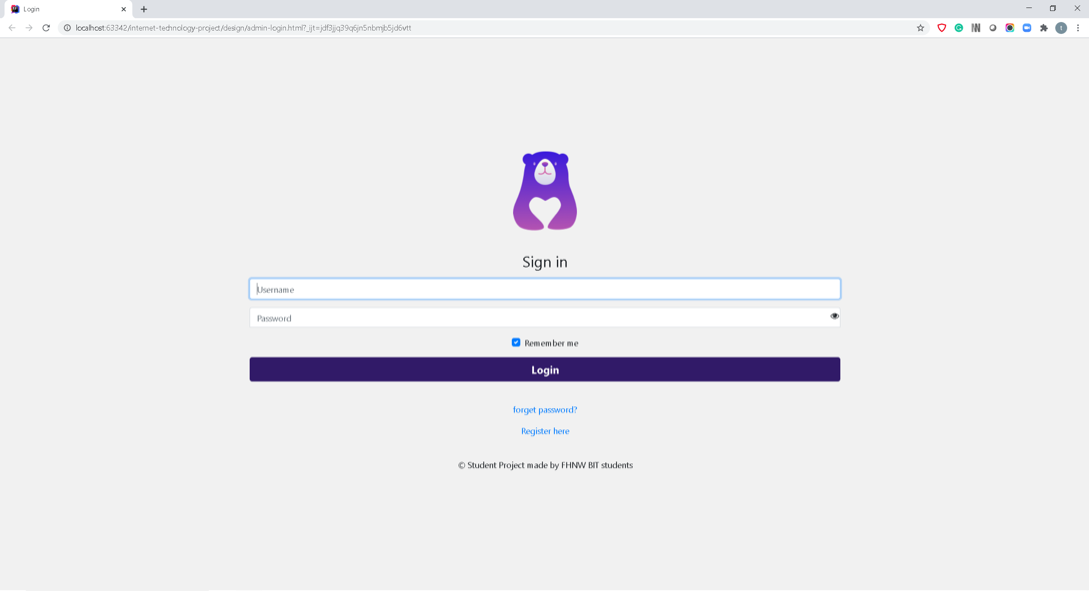 Login
localhost:63342/internet-technology-project/design/admin-login.html?_ijt=jdf3jjq39q6jn5nbmjb5jd6vtt
Sign in
Username
Password
Remember me
Login
forget password?
Register here
© Student Project made by FHNW BIT students